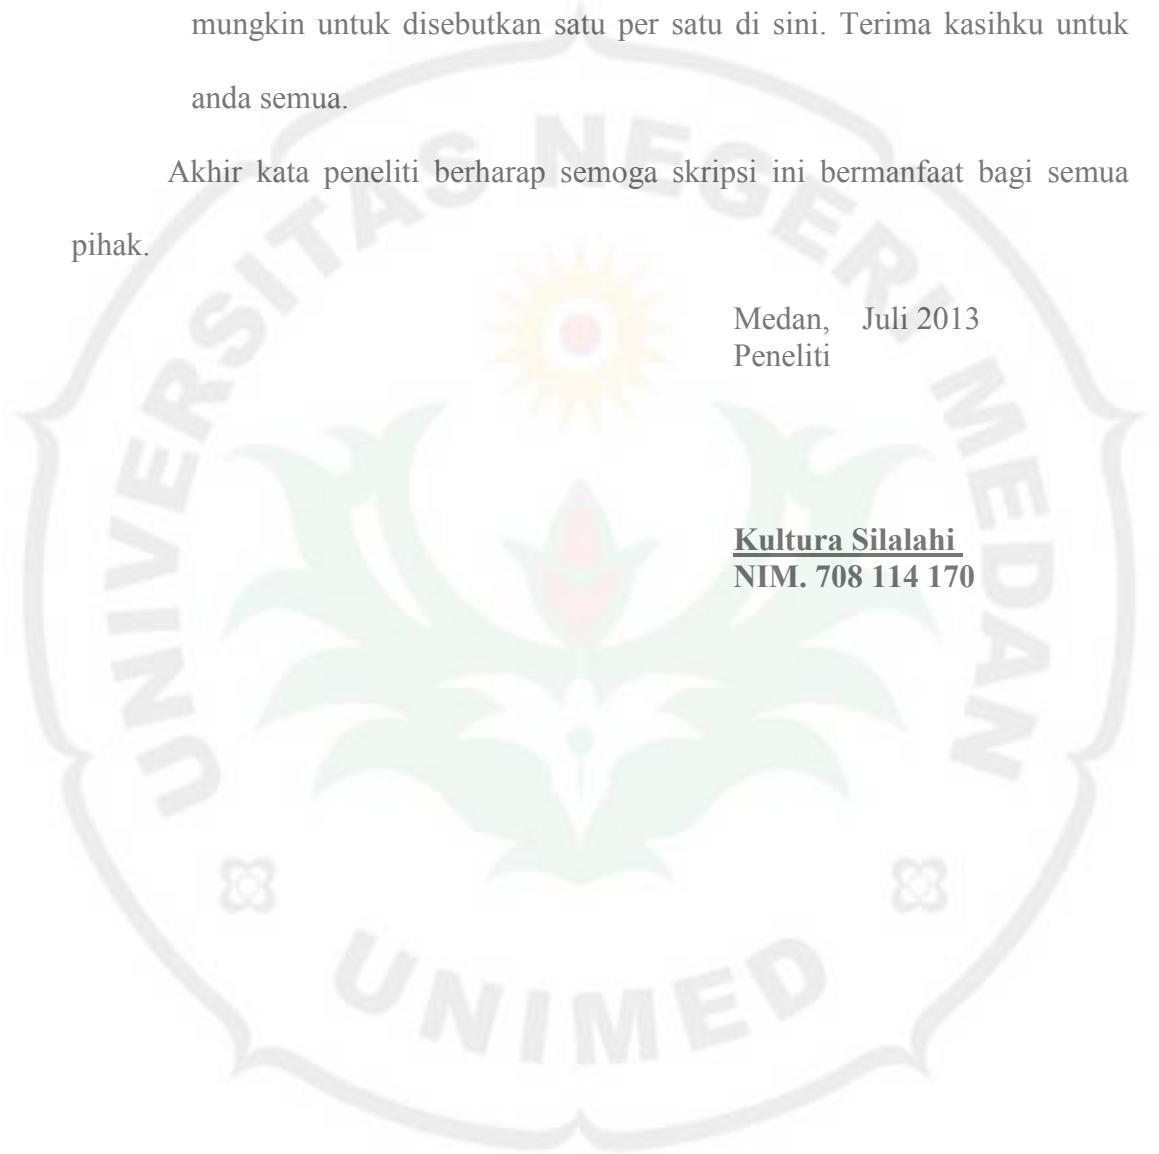 mungkin untuk disebutkan satu per satu di sini. Terima kasihku untuk
anda semua.
Akhir kata peneliti berharap semoga skripsi ini bermanfaat bagi semua
pihak.
Medan, Juli 2013
Peneliti
Kultura Silalahi
NIM. 708 114 170
UNIVERSITAS NEGERI MEDAN
UNIMED